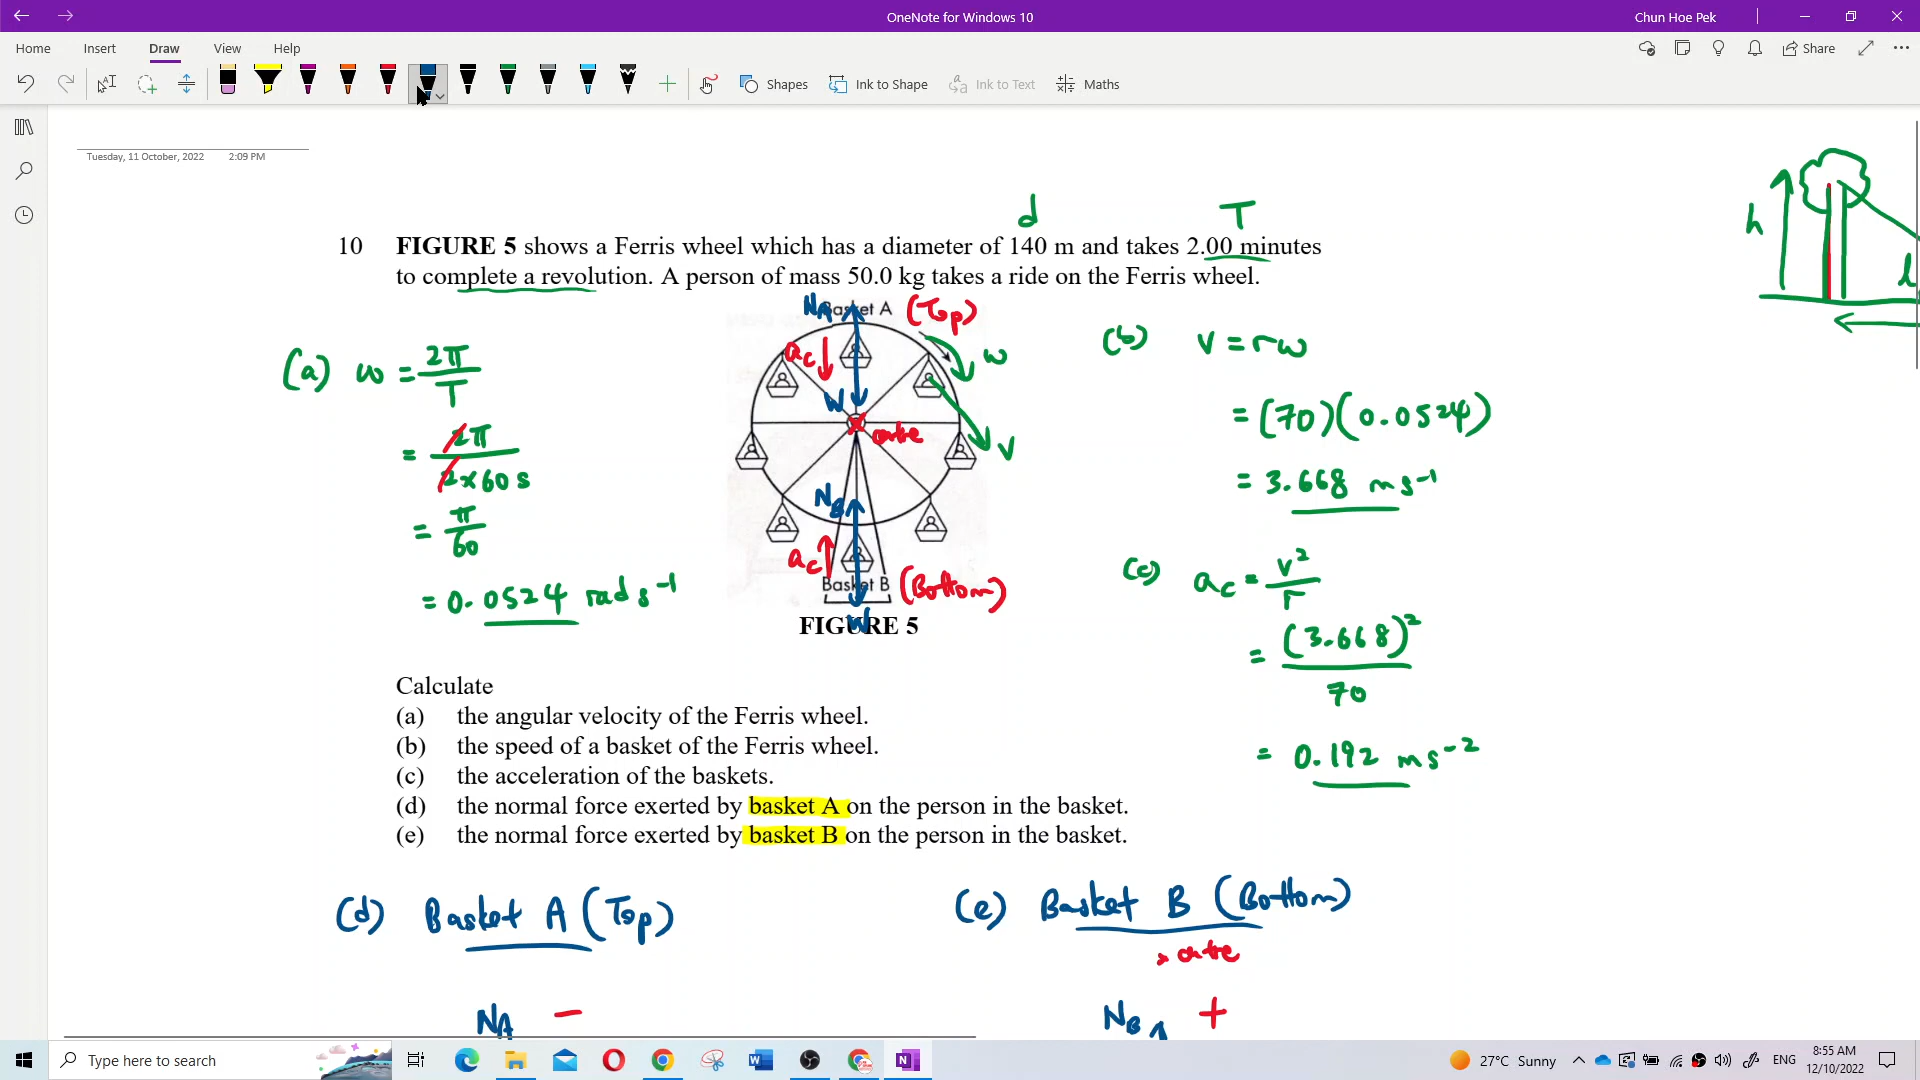 OneNote for Windows 10
Chun Hoe Pek
Home Insert Draw View Help
Share
Shapes Ink to Shape Ink to Text Maths
Tuesday, 11 October, 2022 2:09 PM
d T
10 FIGURE 5 shows a Ferris wheel which has a diameter of 140 m and takes 2.00 minutes
to complete a revolution. A person of mass 50.0 kg takes a ride on the Ferris wheel.
h
l
Basket A
N_A
(Top)
a_c
W
ω
centre
V
N_B
a_c
Basket B
(Bottom)
W
FIGURE 5
(a) ω = 2π/T
= 2π/2×60 s
= π/60
= 0.0524 rad s⁻¹
(b) v = rω
= (70)(0.0524)
= 3.668 ms⁻¹
(c) a_c = v²/r
= (3.668)²/70
= 0.192 ms⁻²
Calculate
(a) the angular velocity of the Ferris wheel.
(b) the speed of a basket of the Ferris wheel.
(c) the acceleration of the baskets.
(d) the normal force exerted by basket A on the person in the basket.
(e) the normal force exerted by basket B on the person in the basket.
(d) Basket A (Top)
N_A −
(e) Basket B (Bottom)
× centre
N_B +
Type here to search
27°C Sunny
ENG
8:55 AM
12/10/2022